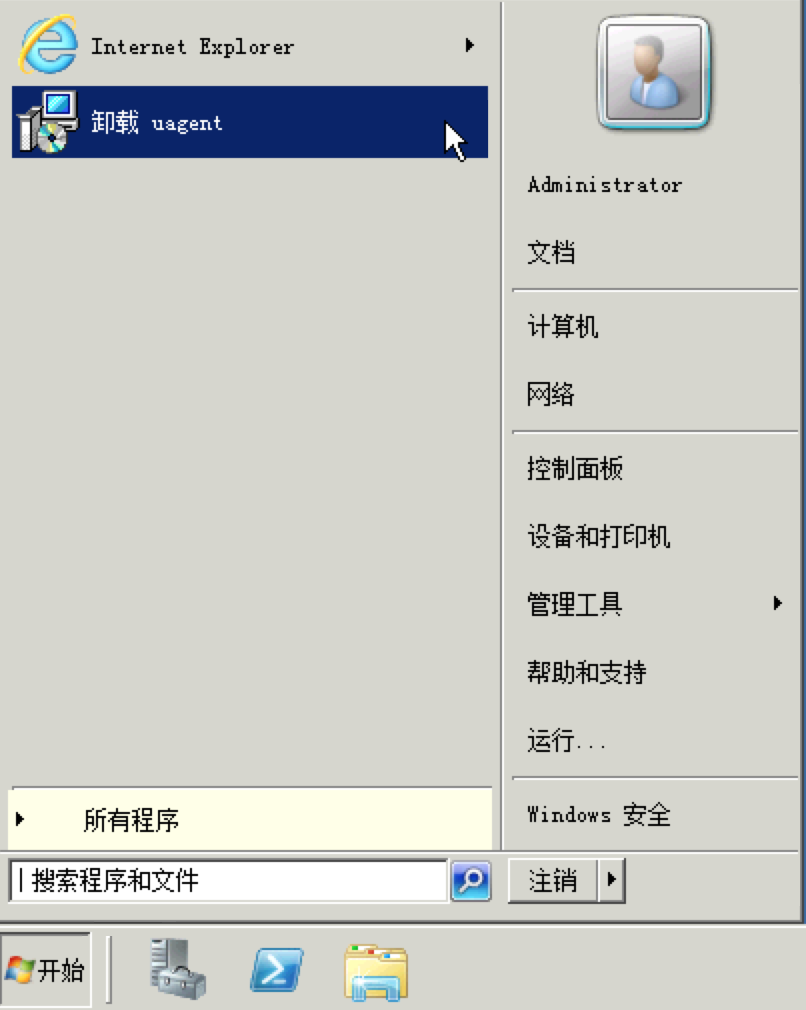 Internet Explorer
卸载 uagent
Administrator
文档
计算机
网络
控制面板
设备和打印机
管理工具
帮助和支持
运行...
Windows 安全
所有程序
搜索程序和文件
注销
开始